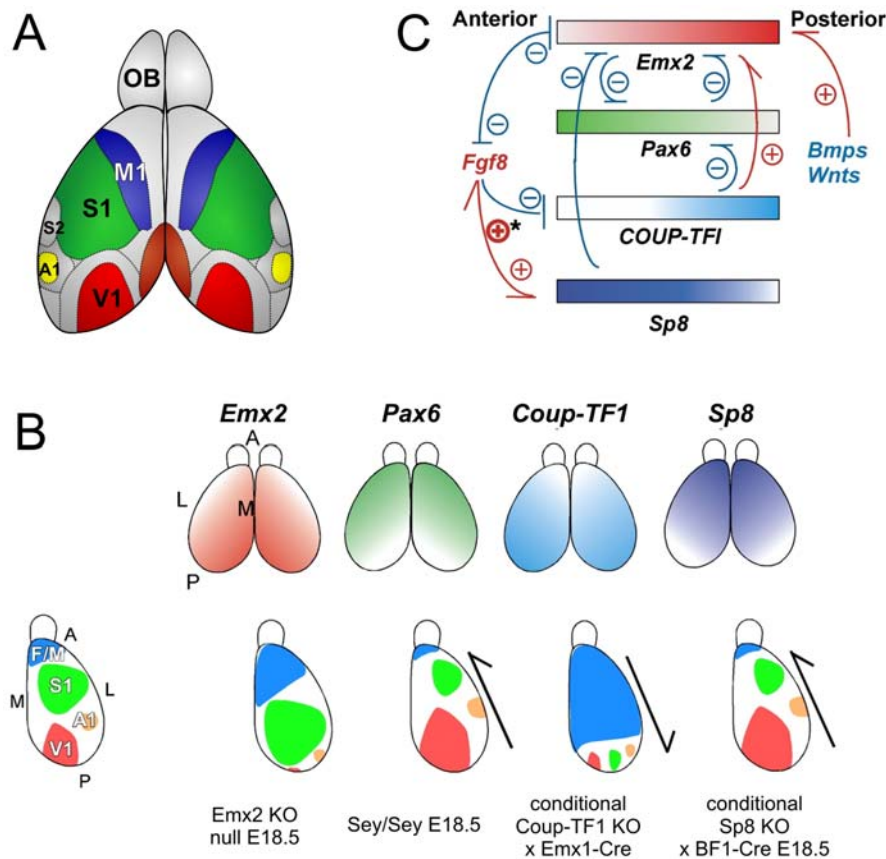 A
OB
M1
S1
S2
A1
V1
C
Anterior
Posterior
Emx2
Pax6
Fgf8
Bmps
Wnts
COUP-TFI
*
Sp8
B
Emx2 Pax6 Coup-TF1 Sp8
A
L
M
P
A
F/M
S1
M
L
A1
V1
P
Emx2 KO
null E18.5
Sey/Sey E18.5
conditional
Coup-TF1 KO
x Emx1-Cre
conditional
Sp8 KO
x BF1-Cre E18.5